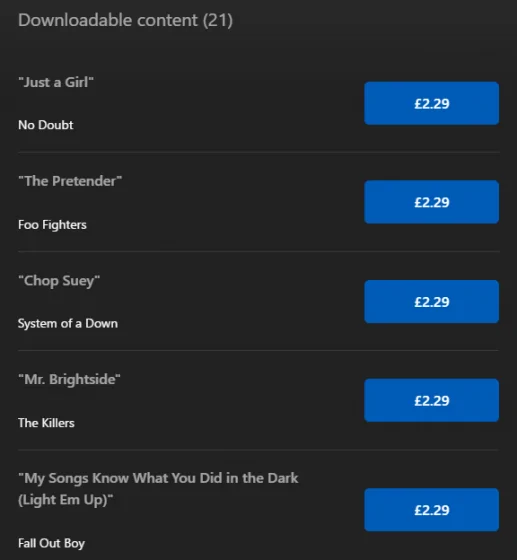 Downloadable content (21)
"Just a Girl"
£2.29
No Doubt
"The Pretender"
£2.29
Foo Fighters
"Chop Suey"
£2.29
System of a Down
"Mr. Brightside"
£2.29
The Killers
"My Songs Know What You Did in the Dark
(Light Em Up)"
£2.29
Fall Out Boy